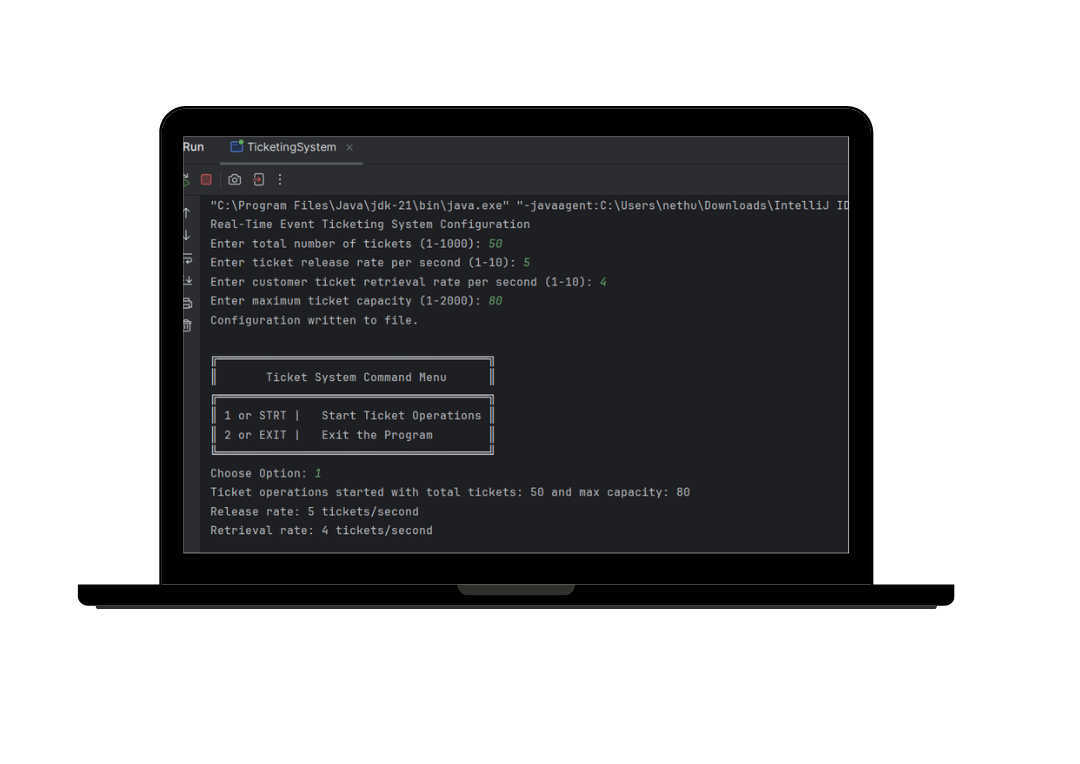 Run TicketingSystem
"C:\Program Files\Java\jdk-21\bin\java.exe" "-javaagent:C:\Users\nethu\Downloads\IntelliJ ID
Real-Time Event Ticketing System Configuration
Enter total number of tickets (1-1000): 50
Enter ticket release rate per second (1-10): 5
Enter customer ticket retrieval rate per second (1-10): 4
Enter maximum ticket capacity (1-2000): 80
Configuration written to file.
Ticket System Command Menu
1 or STRT |   Start Ticket Operations
2 or EXIT |   Exit the Program
Choose Option: 1
Ticket operations started with total tickets: 50 and max capacity: 80
Release rate: 5 tickets/second
Retrieval rate: 4 tickets/second